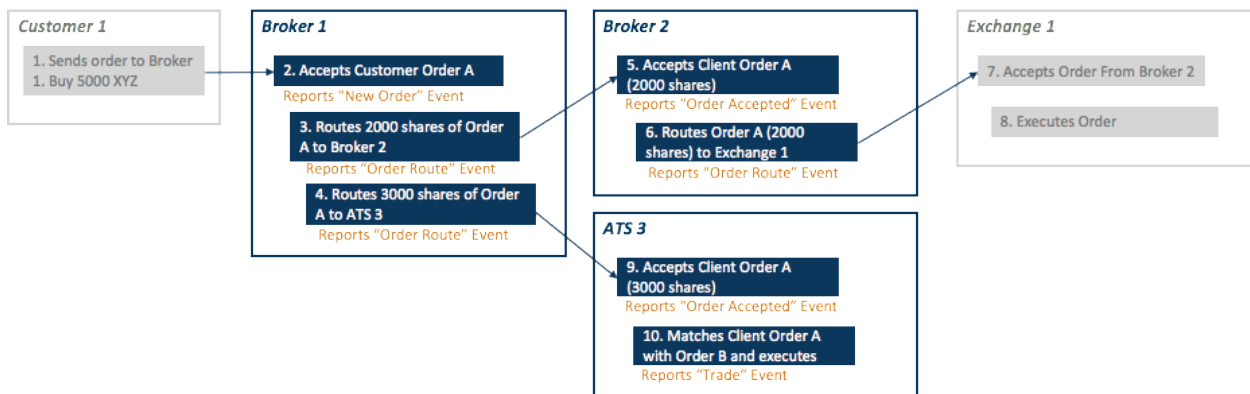 Customer 1
1. Sends order to Broker
1. Buy 5000 XYZ
Broker 1
2. Accepts Customer Order A
Reports "New Order" Event
3. Routes 2000 shares of Order
A to Broker 2
Reports "Order Route" Event
4. Routes 3000 shares of Order
A to ATS 3
Reports "Order Route" Event
Broker 2
5. Accepts Client Order A
(2000 shares)
Reports "Order Accepted" Event
6. Routes Order A (2000
shares) to Exchange 1
Reports "Order Route" Event
Exchange 1
7. Accepts Order From Broker 2
8. Executes Order
ATS 3
9. Accepts Client Order A
(3000 shares)
Reports "Order Accepted" Event
10. Matches Client Order A
with Order B and executes
Reports "Trade" Event